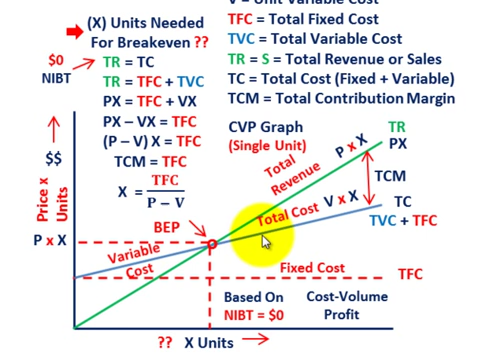 V = Unit Variable Cost
(X) Units Needed
For Breakeven ??
TFC = Total Fixed Cost
TVC = Total Variable Cost
TR = S = Total Revenue or Sales
TC = Total Cost (Fixed + Variable)
TCM = Total Contribution Margin
$0
NIBT
TR = TC
TR = TFC + TVC
PX = TFC + VX
PX – VX = TFC
(P – V) X = TFC
TCM = TFC
X = TFC
P – V
CVP Graph
(Single Unit)
Total
Revenue
P x X
TR
PX
TCM
$$
Price x
Units
BEP
Total Cost
V x X
TC
TVC + TFC
P x X
Variable
Cost
Fixed Cost
TFC
Based On
NIBT = $0
Cost-Volume
Profit
??
X Units